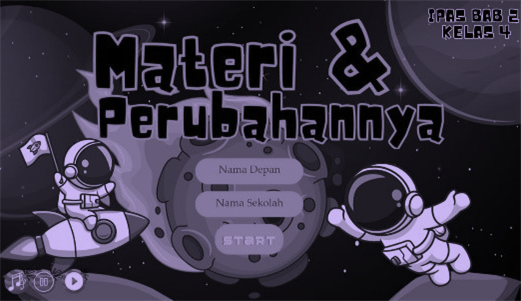 IPAS BAB 2
KELAS 4
Materi &
Perubahannya
Nama Depan
Nama Sekolah
START